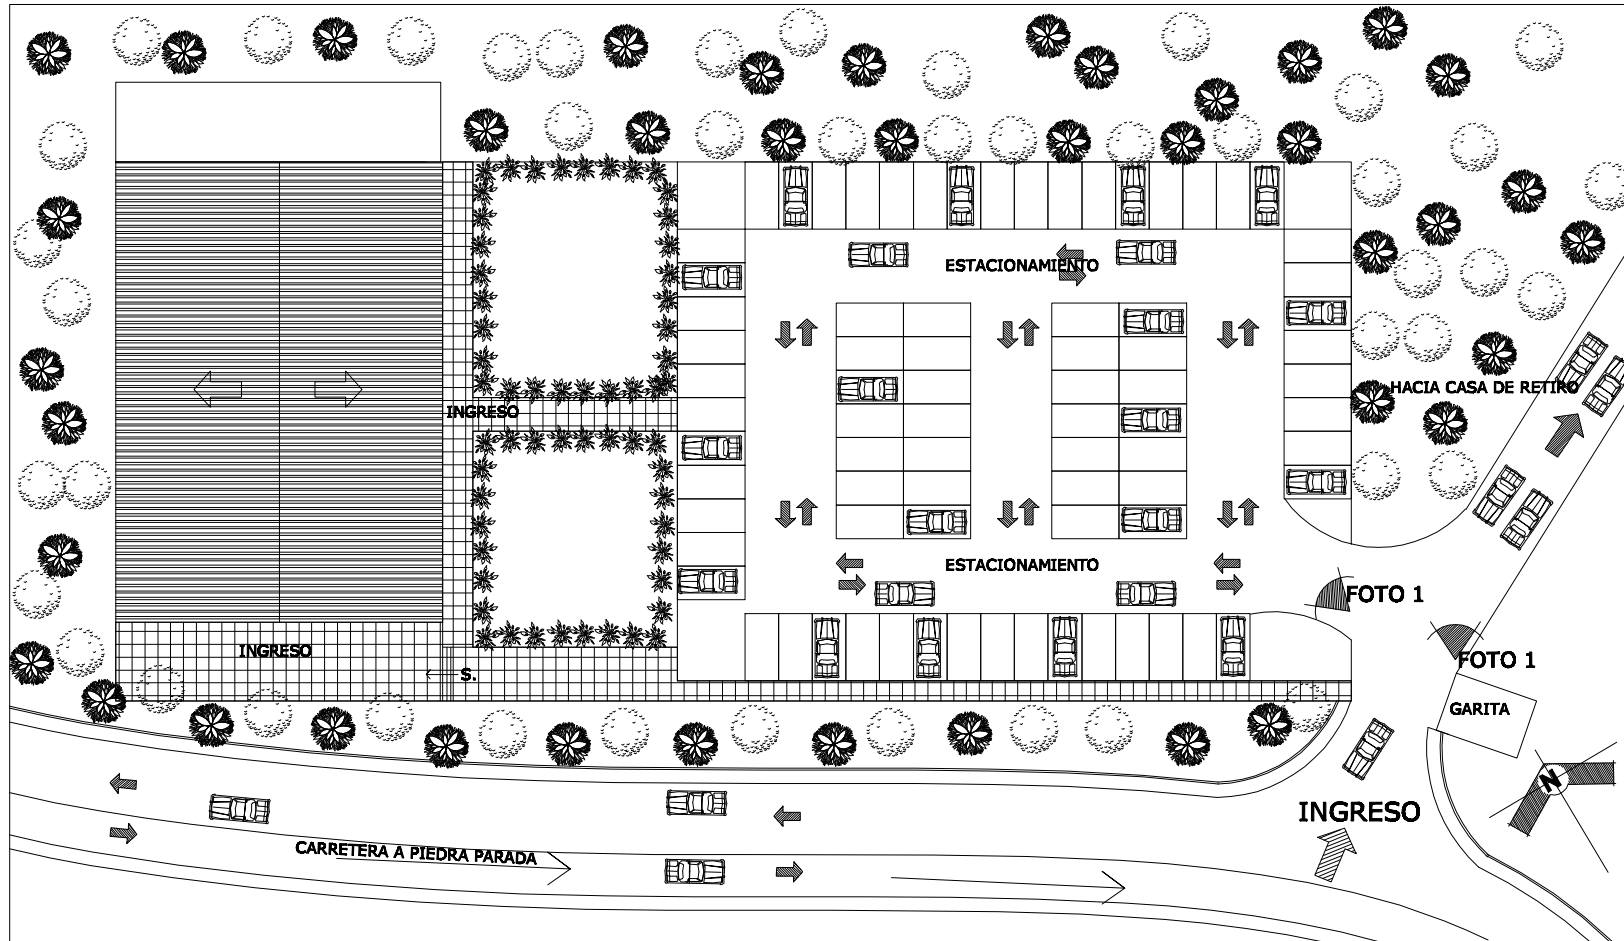 ESTACIONAMIENTO
HACIA CASA DE RETIRO
INGRESO
ESTACIONAMIENTO
FOTO 1
INGRESO
S.
FOTO 1
GARITA
N
INGRESO
CARRETERA A PIEDRA PARADA